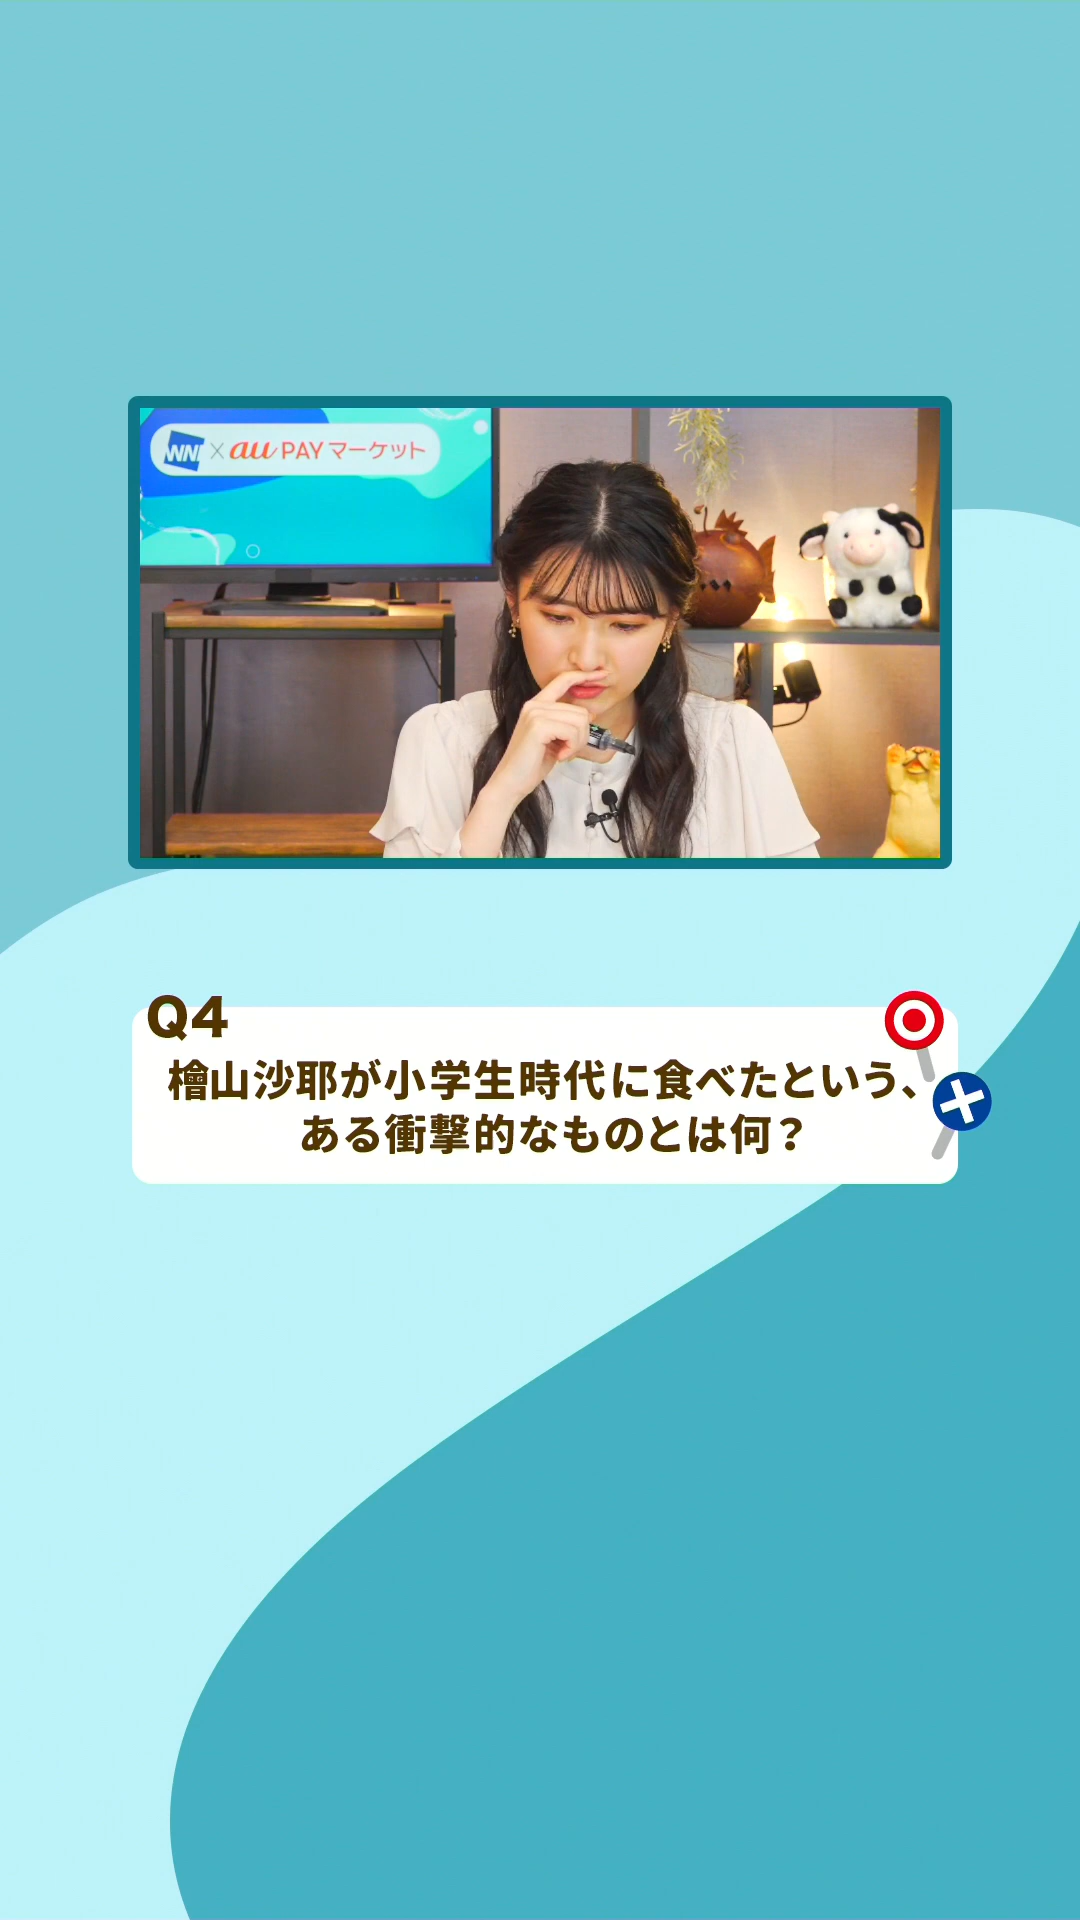 WNI × au PAY マーケット
Q4
檜山沙耶が小学生時代に食べたという、
ある衝撃的なものとは何？